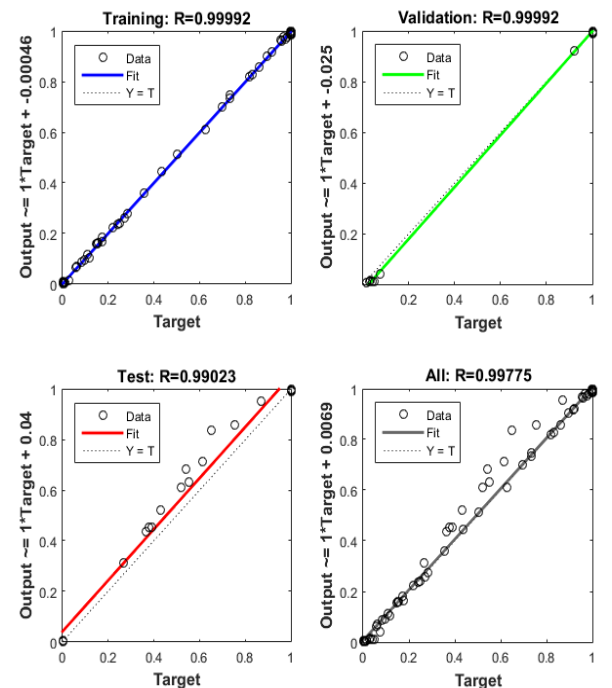 Training: R=0.99992
Output ~= 1*Target + -0.00046
1
0.8
0.6
0.4
0.2
0
Data
Fit
Y = T
0
0.2
0.4
0.6
0.8
1
Target
Validation: R=0.99992
Output ~= 1*Target + -0.025
1
0.8
0.6
0.4
0.2
Data
Fit
Y = T
0.2
0.4
0.6
0.8
1
Target
Test: R=0.99023
Output ~= 1*Target + 0.04
1
0.8
0.6
0.4
0.2
0
Data
Fit
Y = T
0
0.2
0.4
0.6
0.8
1
Target
All: R=0.99775
Output ~= 1*Target + 0.0069
1
0.8
0.6
0.4
0.2
0
Data
Fit
Y = T
0
0.2
0.4
0.6
0.8
1
Target